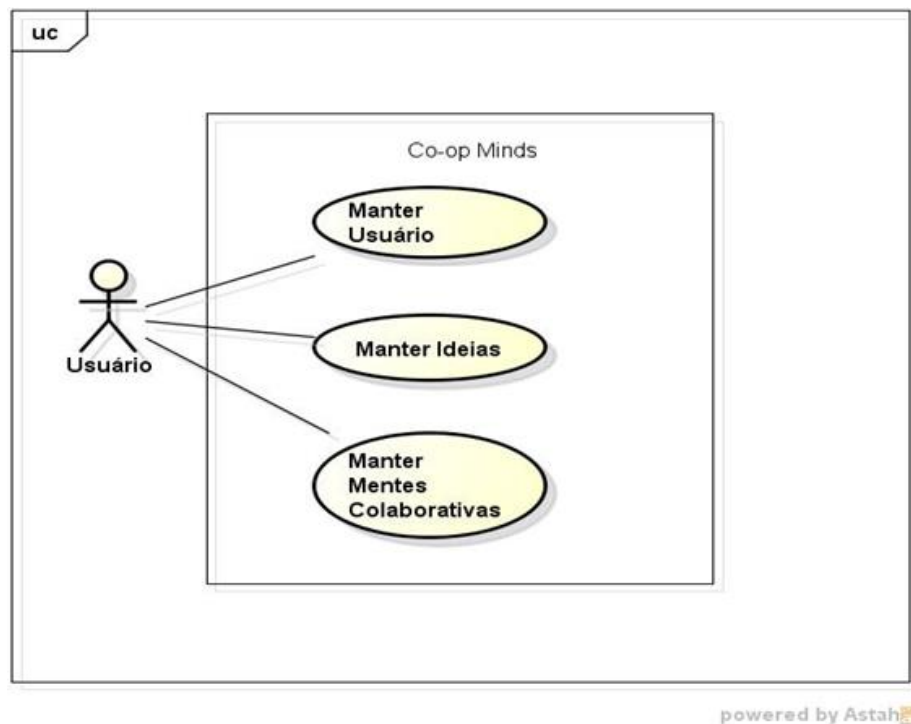 uc
Co-op Minds
Manter
Usuário
Manter Ideias
Usuário
Manter
Mentes
Colaborativas
powered by Astah